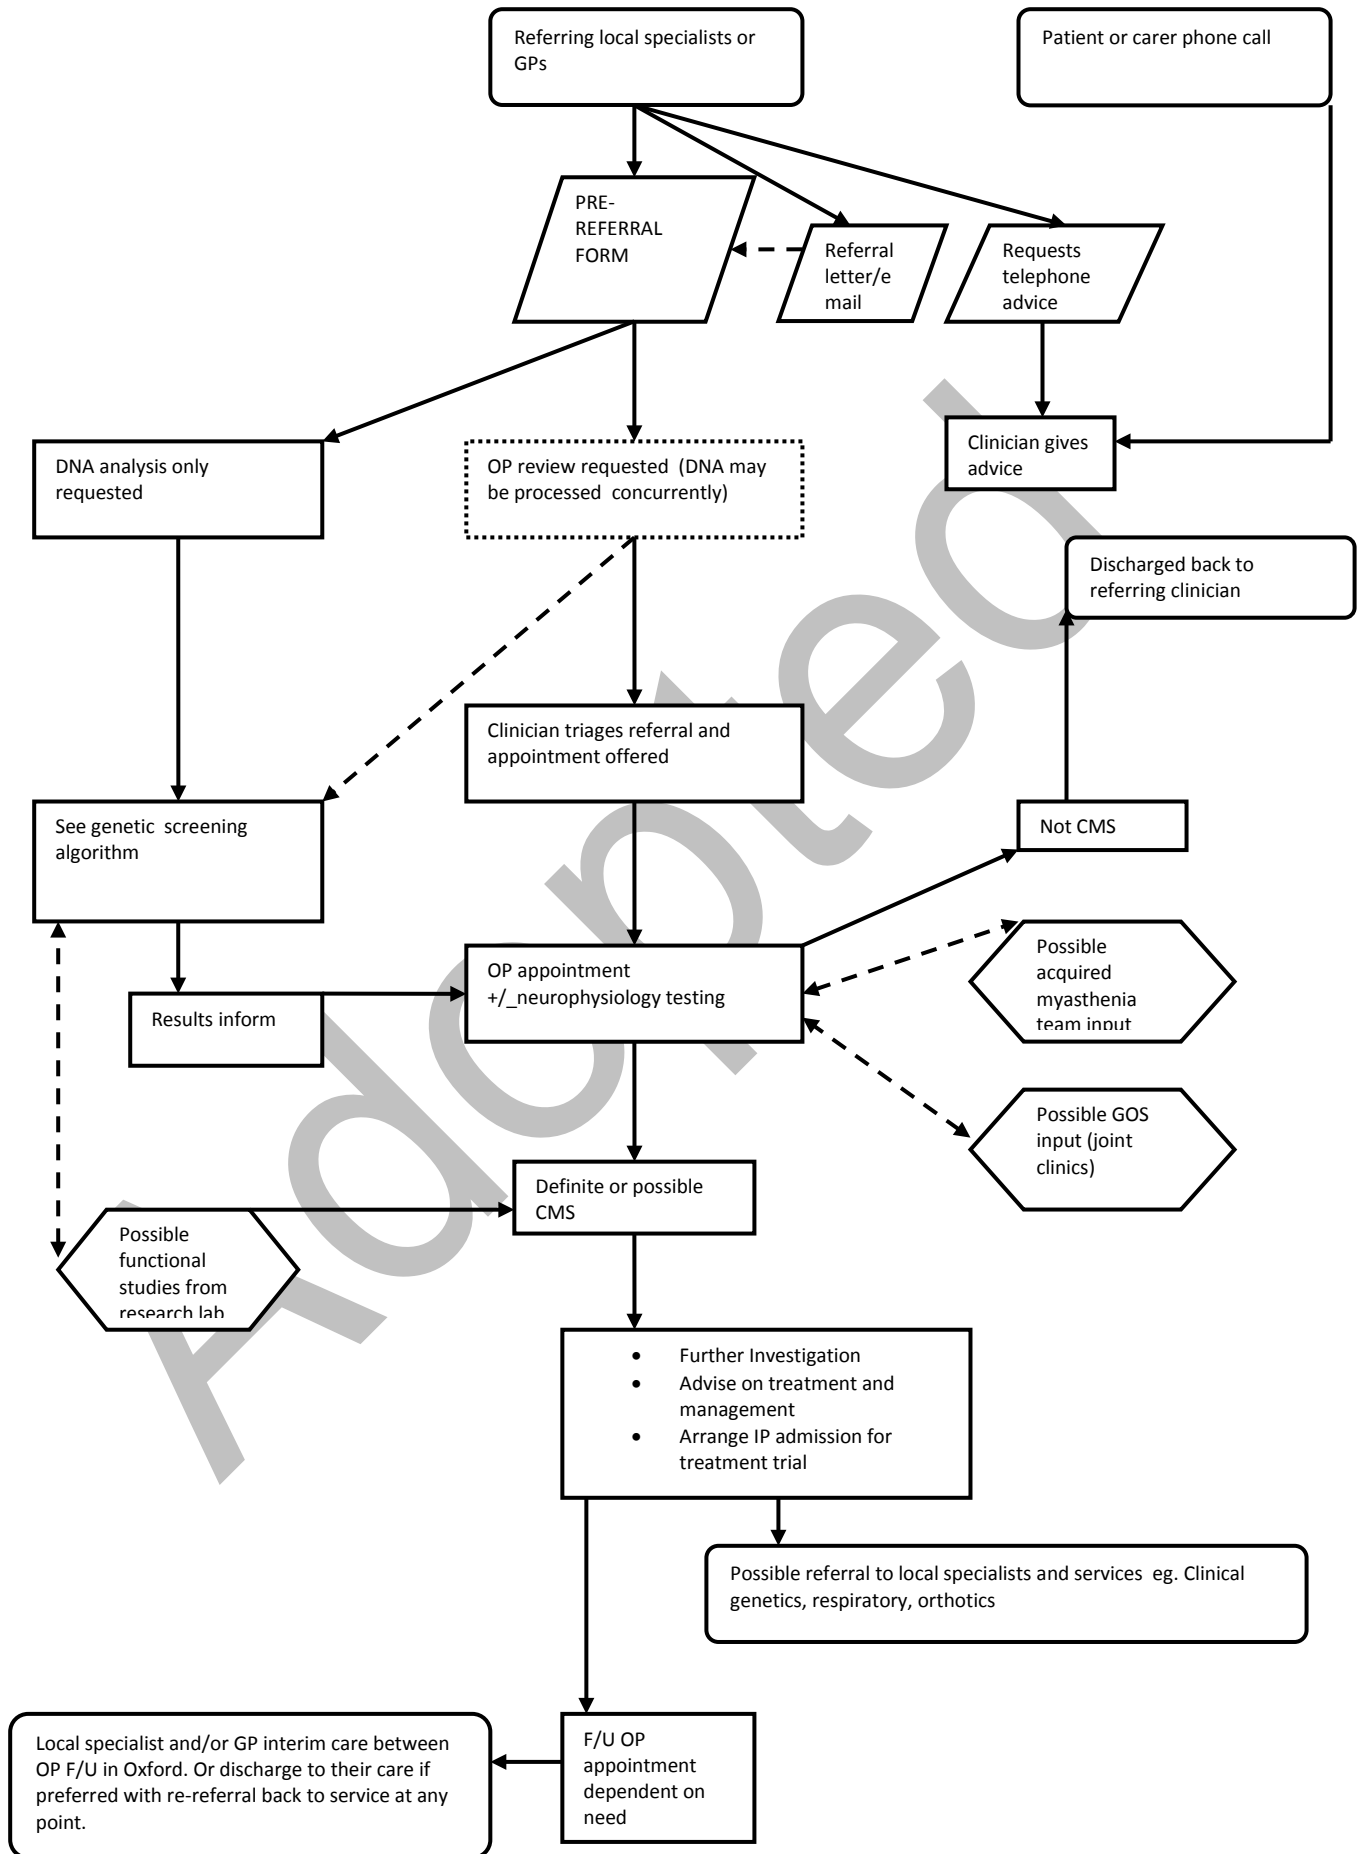 Referring local specialists or
GPs
Patient or carer phone call
PRE-
REFERRAL
FORM
Referral
letter/e
mail
Requests
telephone
advice
DNA analysis only
requested
OP review requested  (DNA may
be processed  concurrently)
Clinician gives
advice
Discharged back to
referring clinician
Clinician triages referral and
appointment offered
See genetic  screening
algorithm
Not CMS
OP appointment
+/_neurophysiology testing
Possible
acquired
myasthenia
team input
Results inform
Possible GOS
input (joint
clinics)
Definite or possible
CMS
Possible
functional
studies from
research lab
• Further Investigation
• Advise on treatment and
management
• Arrange IP admission for
treatment trial
Possible referral to local specialists and services  eg. Clinical
genetics, respiratory, orthotics
Local specialist and/or GP interim care between
OP F/U in Oxford. Or discharge to their care if
preferred with re-referral back to service at any
point.
F/U OP
appointment
dependent on
need
Adopted